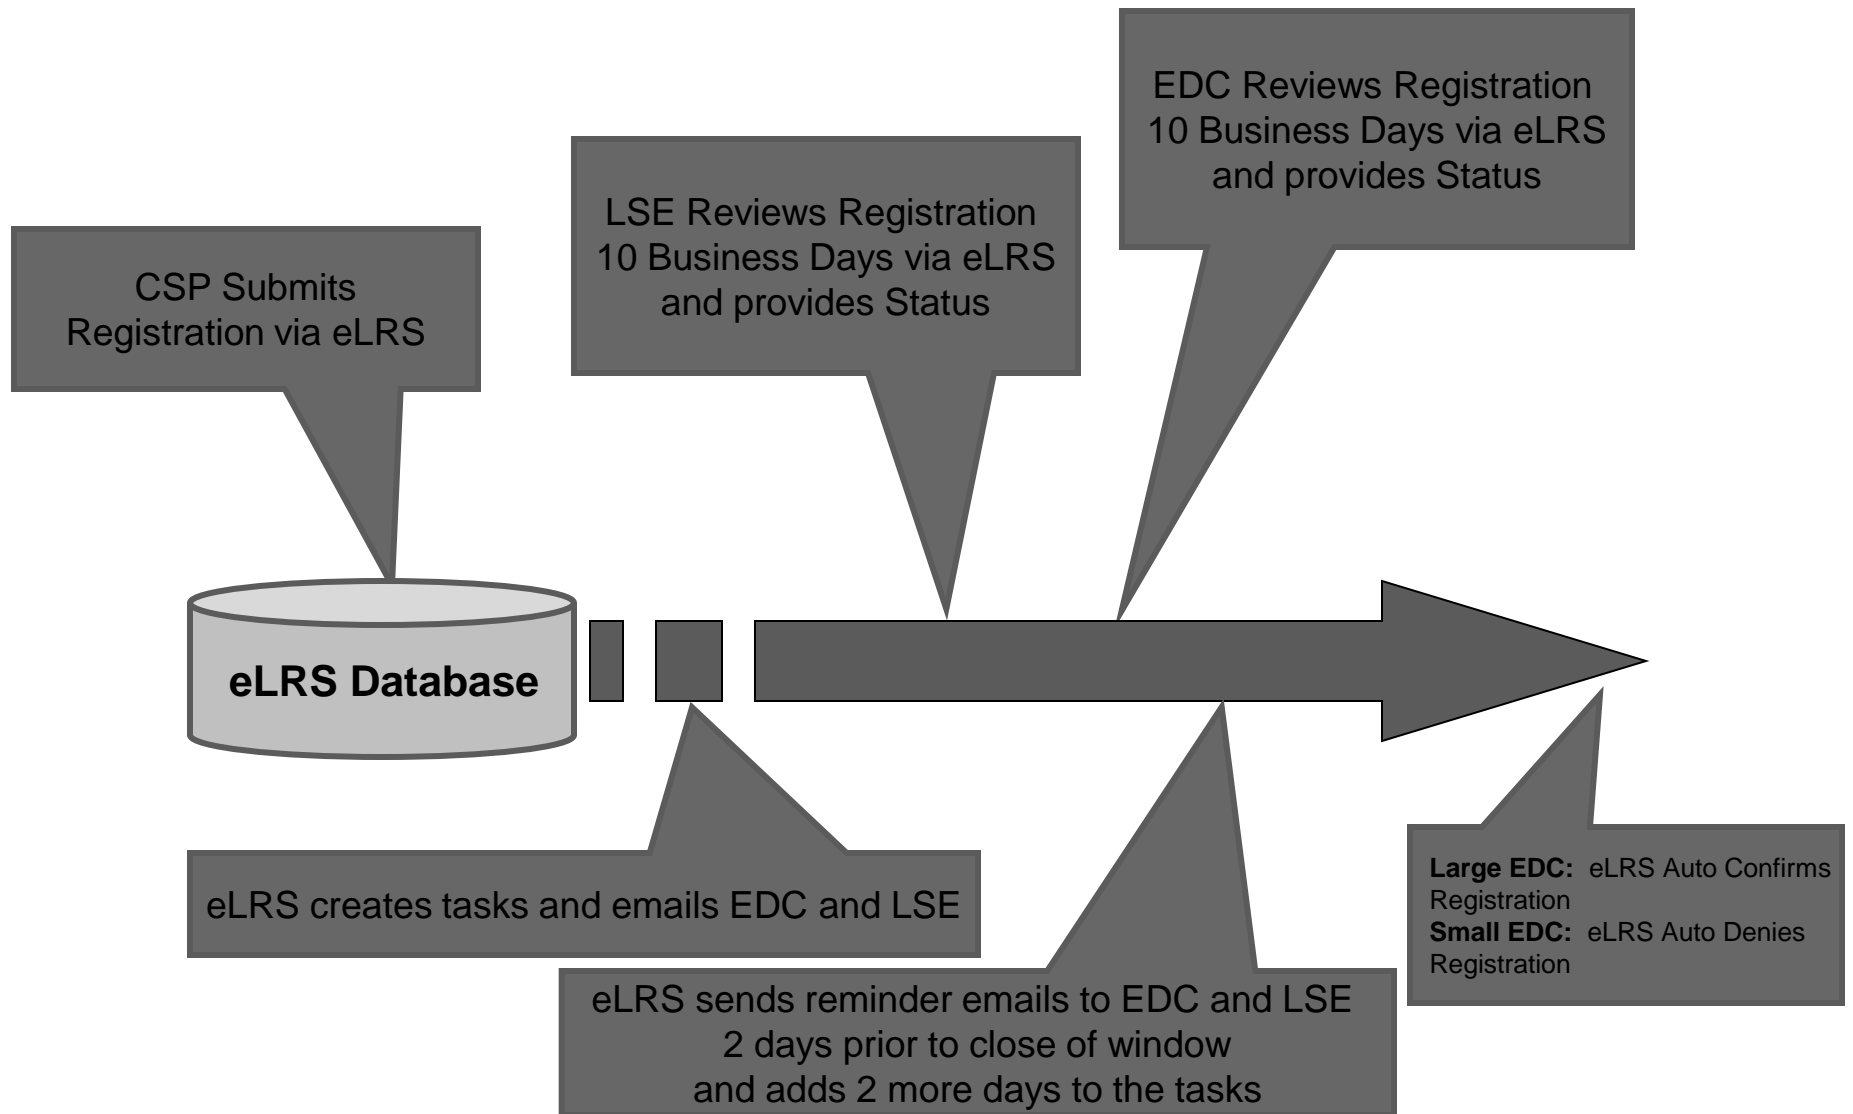 CSP Submits
Registration via eLRS
LSE Reviews Registration
10 Business Days via eLRS
and provides Status
EDC Reviews Registration
10 Business Days via eLRS
and provides Status
eLRS Database
eLRS creates tasks and emails EDC and LSE
eLRS sends reminder emails to EDC and LSE
2 days prior to close of window
and adds 2 more days to the tasks
Large EDC: eLRS Auto Confirms
Registration
Small EDC: eLRS Auto Denies
Registration